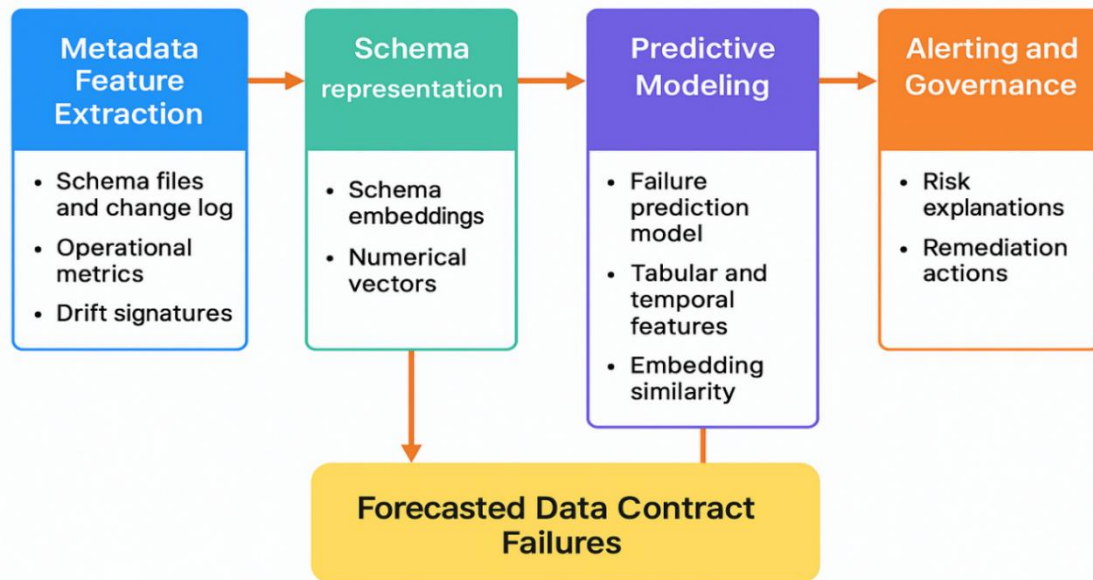 Metadata
Feature
Extraction
• Schema files
and change log
• Operational
metrics
• Drift signatures
Schema
representation
• Schema
embeddings
• Numerical
vectors
Predictive
Modeling
• Failure
prediction
model
• Tabular and
temporal
features
• Embedding
similarity
Alerting and
Governance
• Risk
explanations
• Remediation
actions
Forecasted Data Contract
Failures